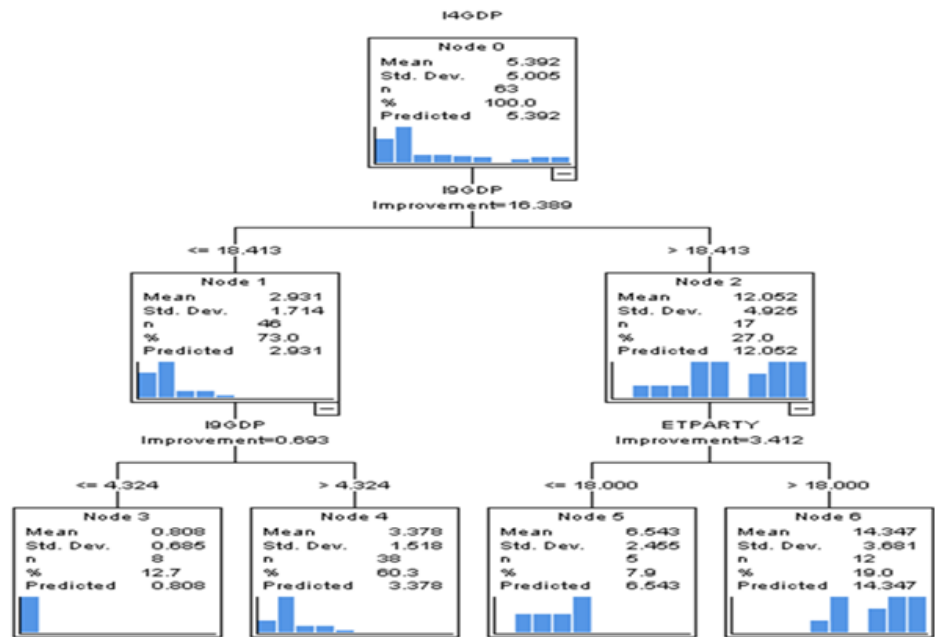 I4GDP
Node 0
Mean 5.392
Std. Dev. 5.005
n 63
% 100.0
Predicted 5.392
I9GDP
Improvement=16.389
<= 18.413
> 18.413
Node 1
Mean 2.931
Std. Dev. 1.714
n 46
% 73.0
Predicted 2.931
Node 2
Mean 12.052
Std. Dev. 4.925
n 17
% 27.0
Predicted 12.052
I9GDP
Improvement=0.693
ETPARTY
Improvement=3.412
<= 4.324
> 4.324
<= 18.000
> 18.000
Node 3
Mean 0.808
Std. Dev. 0.685
n 8
% 12.7
Predicted 0.808
Node 4
Mean 3.378
Std. Dev. 1.518
n 38
% 60.3
Predicted 3.378
Node 5
Mean 6.543
Std. Dev. 2.455
n 5
% 7.9
Predicted 6.543
Node 6
Mean 14.347
Std. Dev. 3.681
n 12
% 19.0
Predicted 14.347